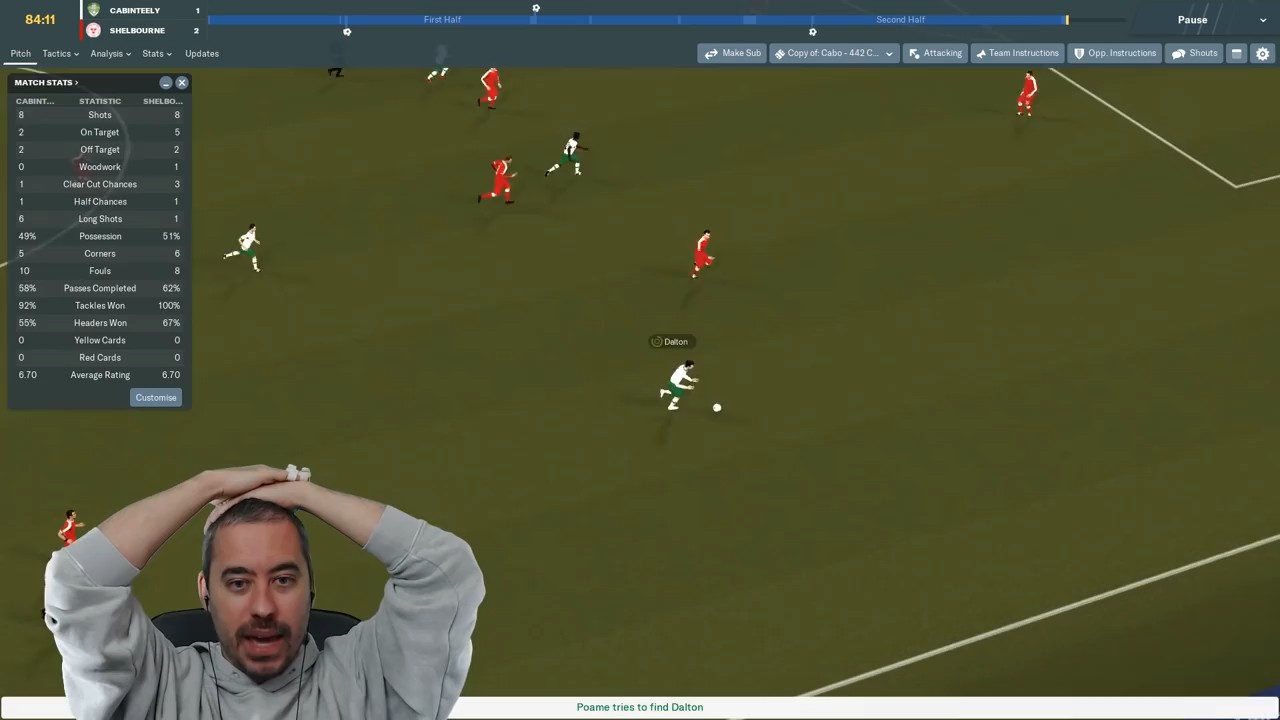 84:11
CABINTEELY 1
SHELBOURNE 2
First Half
Second Half
Pause
Pitch Tactics Analysis Stats Updates
Make Sub
Copy of: Cabo - 442 C...
Attacking
Team Instructions
Opp. Instructions
Shouts
MATCH STATS >
CABINT... STATISTIC SHELBO...
8 Shots 8
2 On Target 5
2 Off Target 2
0 Woodwork 1
1 Clear Cut Chances 3
1 Half Chances 1
6 Long Shots 1
49% Possession 51%
5 Corners 6
10 Fouls 8
58% Passes Completed 62%
92% Tackles Won 100%
55% Headers Won 67%
0 Yellow Cards 0
0 Red Cards 0
6.70 Average Rating 6.70
Customise
Dalton
Poame tries to find Dalton